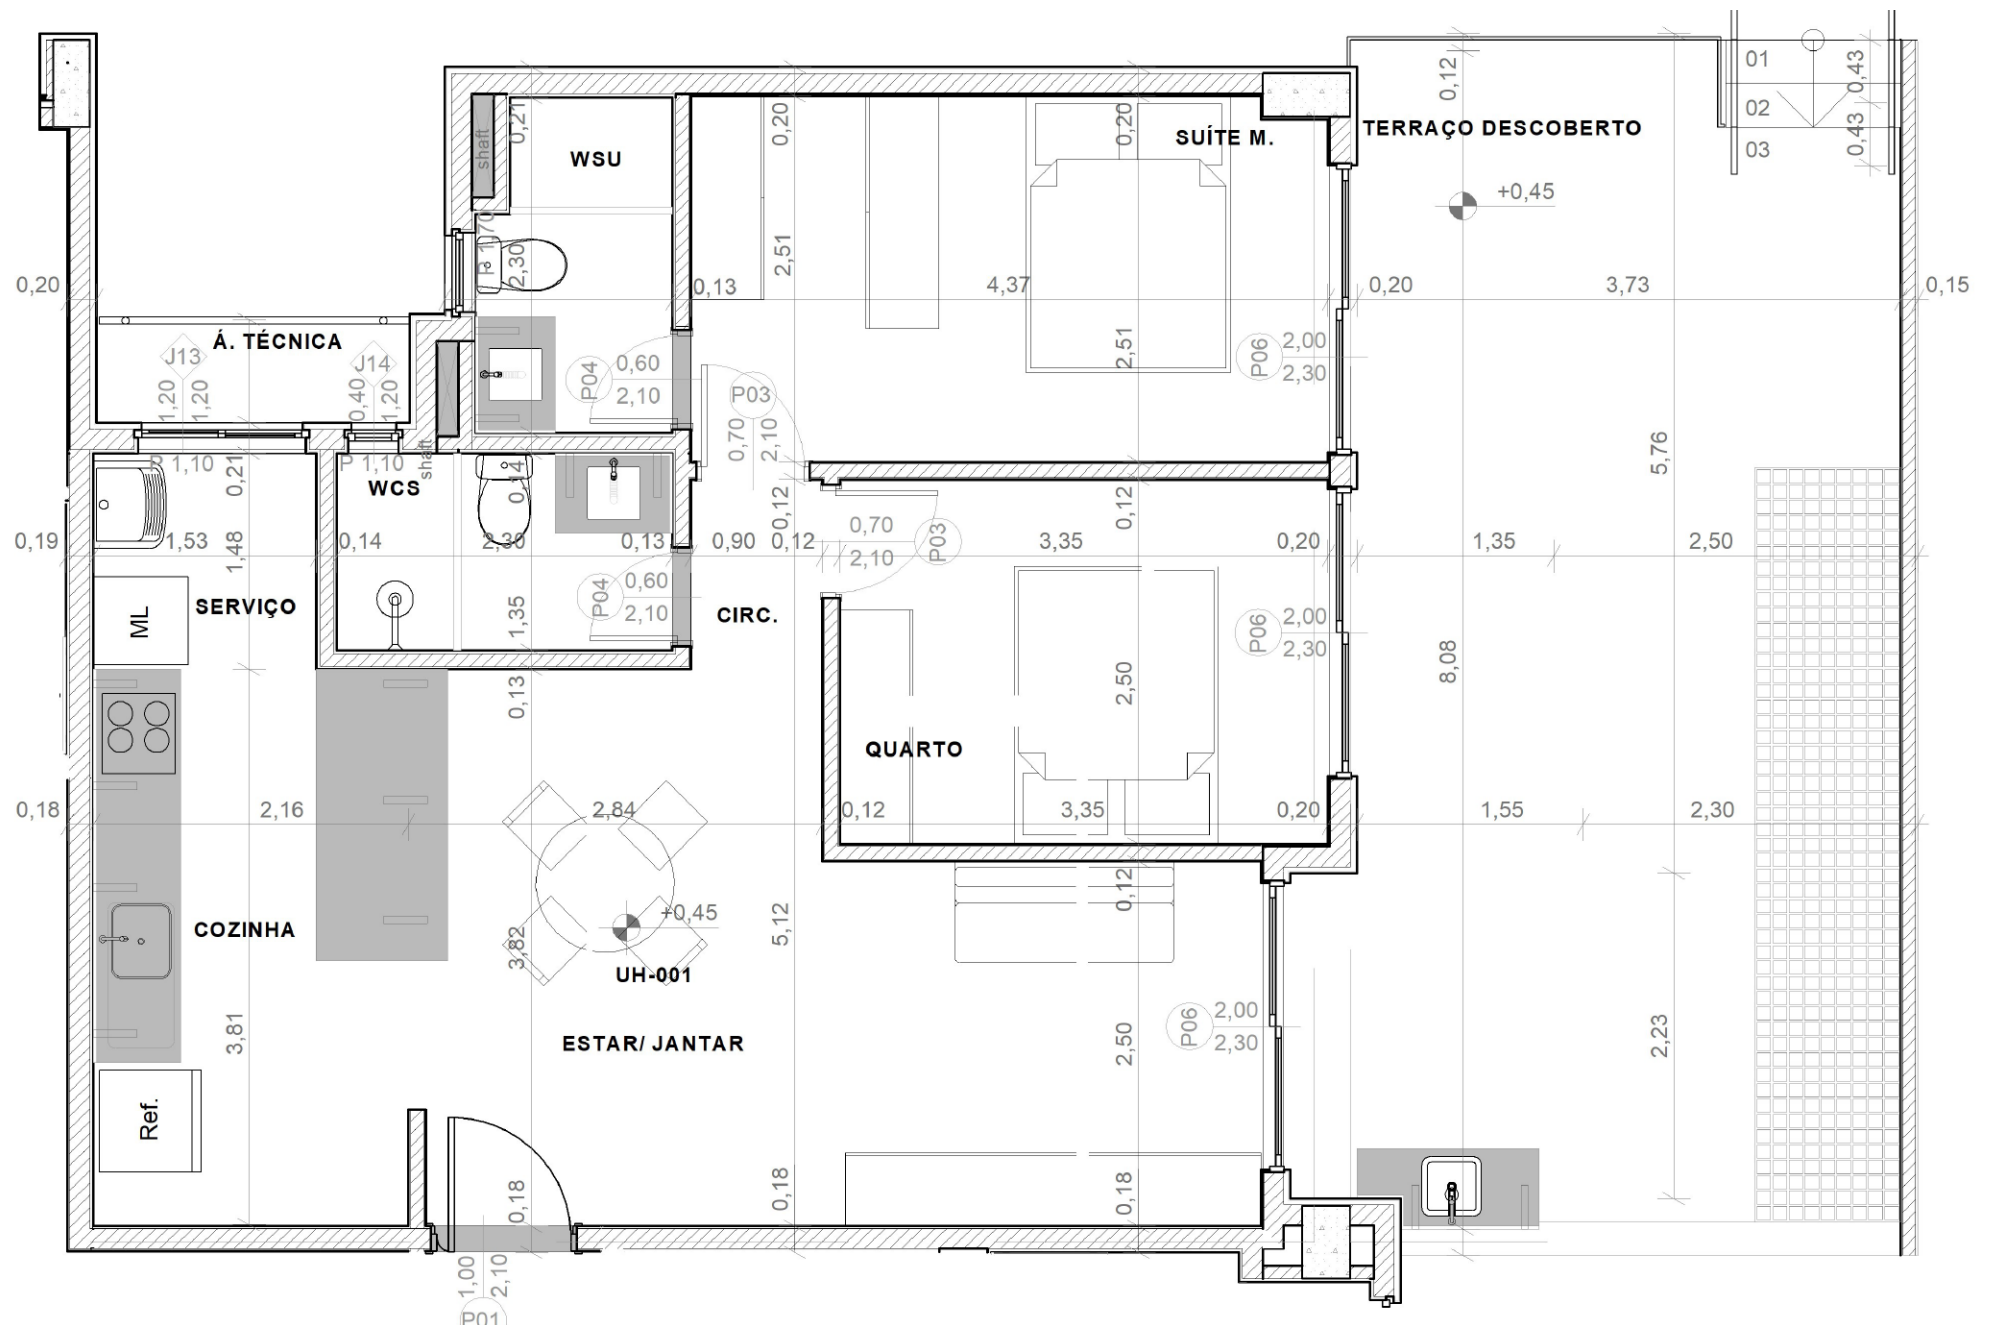 01
0,43
0,12
02
0,43
03
shaft
0,21
WSU
0,20
0,20
SUÍTE M.
TERRAÇO DESCOBERTO
+0,45
P 1,70
2,30
2,51
0,20
0,13
4,37
0,20
3,73
0,15
Á. TÉCNICA
J13
J14
1,20
1,20
0,40
1,20
P04
0,60
2,10
P03
0,70
2,10
2,51
P06
2,00
2,30
P 1,10
0,21
P 1,10
shaft
WCS
0,14
0,12
0,12
5,76
0,19
1,53
1,48
0,14
2,30
0,13
0,90
0,12
0,70
2,10
P03
3,35
0,20
1,35
2,50
ML
SERVIÇO
1,35
P04
0,60
2,10
CIRC.
P06
2,00
2,30
8,08
0,13
2,50
QUARTO
0,18
2,16
2,84
0,12
3,35
0,20
1,55
2,30
0,12
COZINHA
3,82
+0,45
5,12
UH-001
3,81
ESTAR/ JANTAR
2,50
P06
2,00
2,30
2,23
Ref.
0,18
0,18
0,18
1,00
2,10
P01